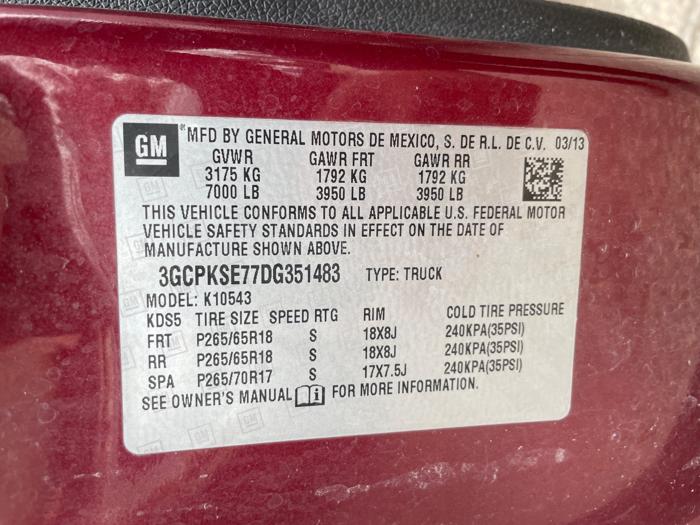 GM
MFD BY GENERAL MOTORS DE MEXICO, S. DE R.L. DE C.V. 03/13
GVWR GAWR FRT GAWR RR
3175 KG 1792 KG 1792 KG
7000 LB 3950 LB 3950 LB
THIS VEHICLE CONFORMS TO ALL APPLICABLE U.S. FEDERAL MOTOR
VEHICLE SAFETY STANDARDS IN EFFECT ON THE DATE OF
MANUFACTURE SHOWN ABOVE.
3GCPKSE77DG351483 TYPE: TRUCK
MODEL: K10543
KDS5 TIRE SIZE SPEED RTG RIM COLD TIRE PRESSURE
FRT P265/65R18 S 18X8J 240KPA(35PSI)
RR P265/65R18 S 18X8J 240KPA(35PSI)
SPA P265/70R17 S 17X7.5J 240KPA(35PSI)
SEE OWNER'S MANUAL FOR MORE INFORMATION.